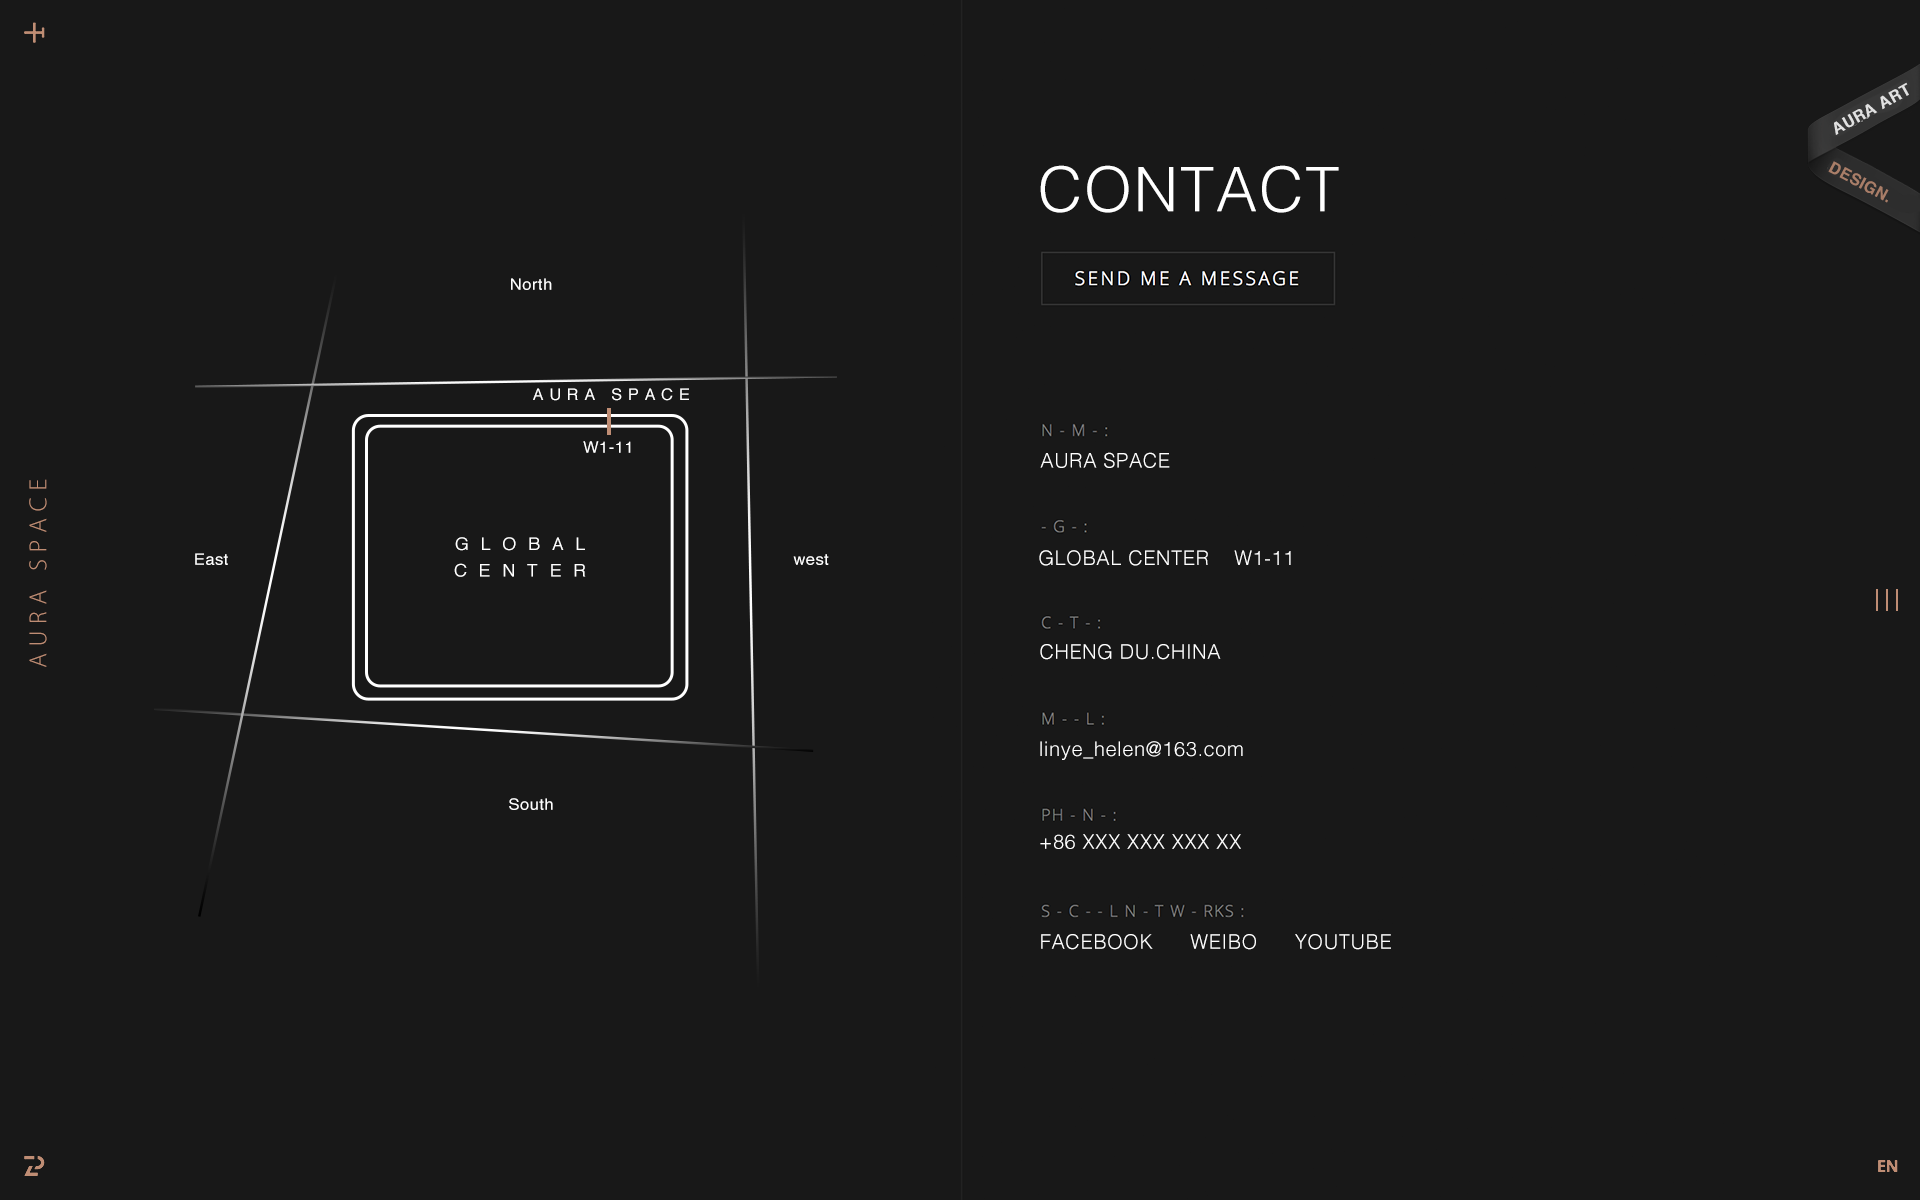 AURA ART
DESIGN.
CONTACT
SEND ME A MESSAGE
North
AURA SPACE
W1-11
GLOBAL
CENTER
East
west
South
AURA SPACE
N - M - :
AURA SPACE
- G - :
GLOBAL CENTER W1-11
C - T - :
CHENG DU.CHINA
M - - L :
linye_helen@163.com
PH - N - :
+86 XXX XXX XXX XX
S - C - - L N - T W - RKS :
FACEBOOK WEIBO YOUTUBE
EN